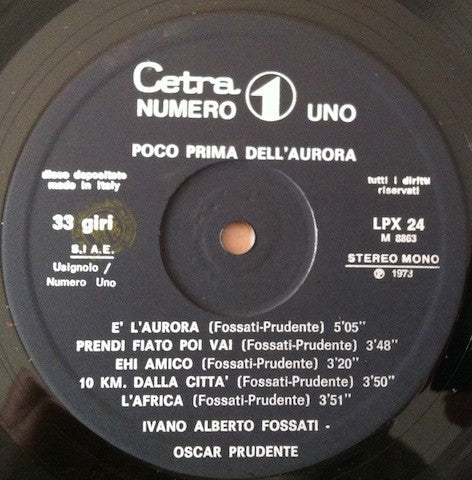 Cetra
NUMERO 1 UNO
POCO PRIMA DELL'AURORA
disco depositato
made in Italy
33 giri
S.I A.E.
Usignolo /
Numero Uno
tutti i diritti
riservati
LPX 24
M 8863
STEREO MONO
℗ 1973
E' L'AURORA (Fossati-Prudente) 5'05"
PRENDI FIATO POI VAI (Fossati-Prudente) 3'48"
EHI AMICO (Fossati-Prudente) 3'20"
10 KM. DALLA CITTA' (Fossati-Prudente) 3'50"
L'AFRICA (Fossati-Prudente) 3'51"
IVANO ALBERTO FOSSATI -
OSCAR PRUDENTE